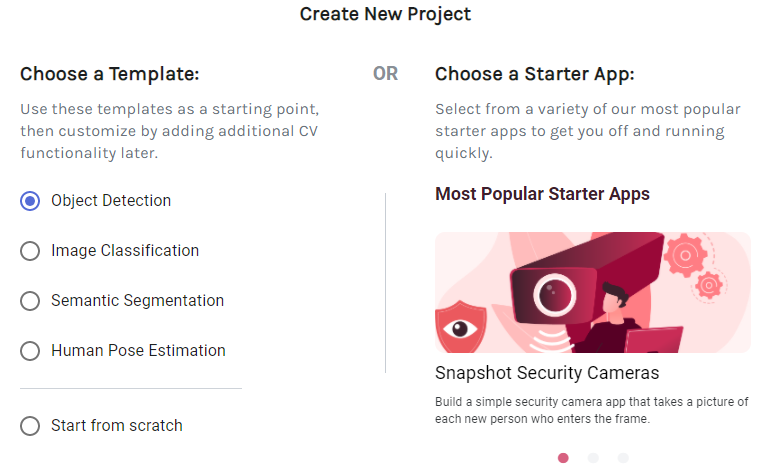 Create New Project
Choose a Template:
Use these templates as a starting point,
then customize by adding additional CV
functionality later.
Object Detection
Image Classification
Semantic Segmentation
Human Pose Estimation
Start from scratch
OR
Choose a Starter App:
Select from a variety of our most popular
starter apps to get you off and running
quickly.
Most Popular Starter Apps
Snapshot Security Cameras
Build a simple security camera app that takes a picture of
each new person who enters the frame.